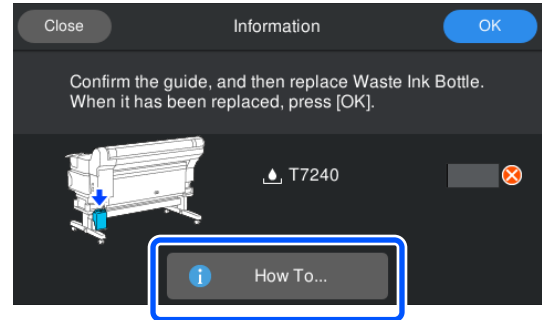 Close
Information
OK
Confirm the guide, and then replace Waste Ink Bottle.
When it has been replaced, press [OK].
T7240
How To...